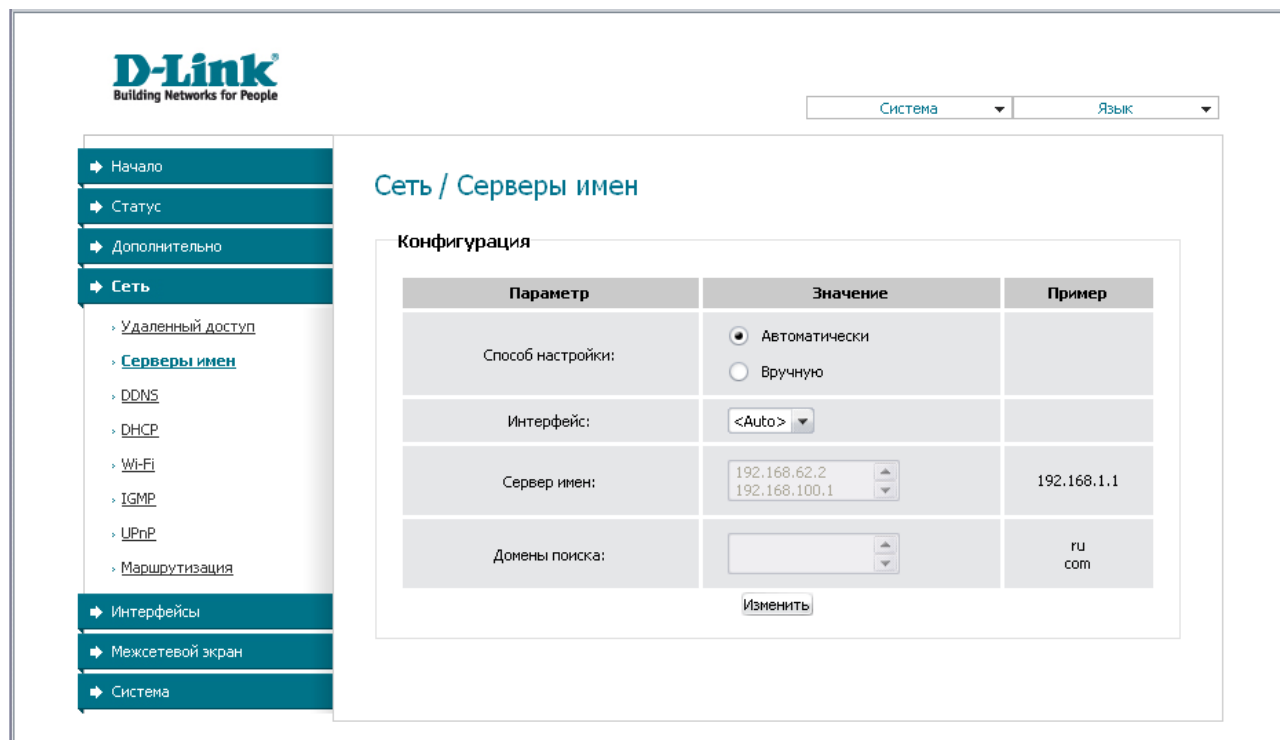 D-Link
Building Networks for People
Система
Язык
Начало
Статус
Дополнительно
Сеть
Удаленный доступ
Серверы имен
DDNS
DHCP
Wi-Fi
IGMP
UPnP
Маршрутизация
Интерфейсы
Межсетевой экран
Система
Сеть / Серверы имен
Конфигурация
Параметр Значение Пример
Способ настройки:
Автоматически
Вручную
Интерфейс: <Auto>
Сервер имен:
192.168.62.2
192.168.100.1
192.168.1.1
Домены поиска:
ru
com
Изменить